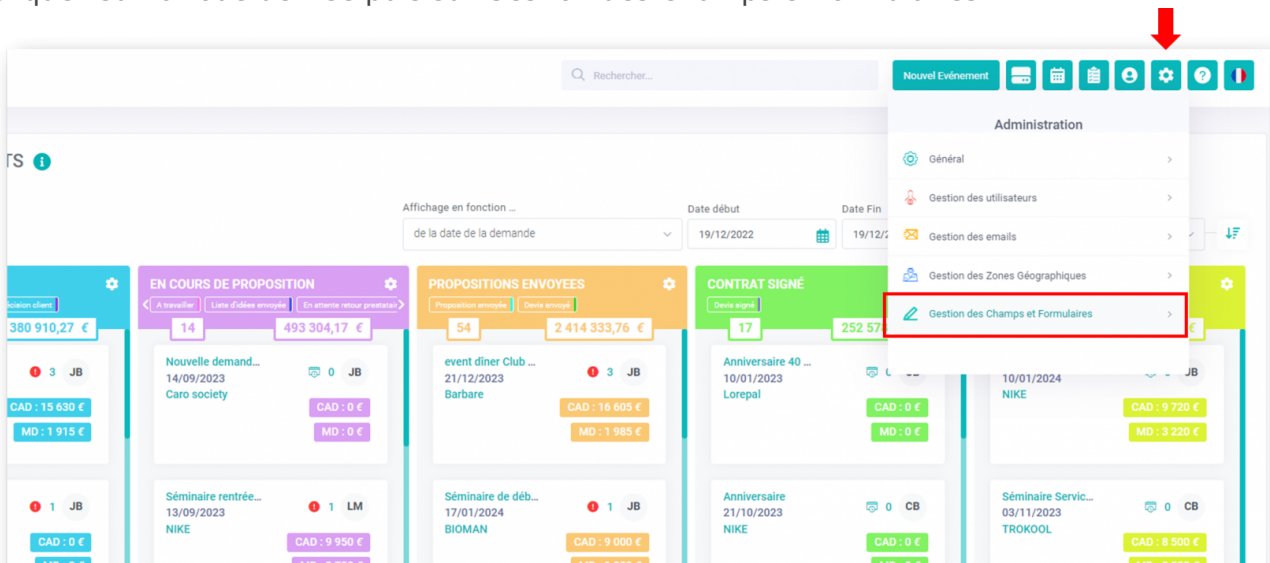 Rechercher...
Nouvel Evénement
Administration
Général
Gestion des utilisateurs
Gestion des emails
Gestion des Zones Géographiques
Gestion des Champs et Formulaires
TS
Affichage en fonction ...
Date début
Date Fin
de la date de la demande
19/12/2022
19/12/2
380 910,27 €
EN COURS DE PROPOSITION
A travailler
Liste d'idées envoyée
En attente retour prestatair
14
493 304,17 €
PROPOSITIONS ENVOYEES
Proposition envoyée
Devis envoyé
54
2 414 333,76 €
CONTRAT SIGNÉ
Devis signé
17
252 578
€
3 JB
CAD : 15 630 €
MD : 1 915 €
1 JB
CAD : 0 €
Nouvelle demand...
14/09/2023
Caro society
0 JB
CAD : 0 €
MD : 0 €
Séminaire rentrée...
13/09/2023
NIKE
1 LM
CAD : 9 950 €
event dîner Club ...
21/12/2023
Barbare
3 JB
CAD : 16 605 €
MD : 1 985 €
Séminaire de déb...
17/01/2024
BIOMAN
1 JB
CAD : 9 000 €
Anniversaire 40 ...
10/01/2023
Lorepal
CAD : 0 €
MD : 0 €
Anniversaire
21/10/2023
NIKE
0 CB
CAD : 0 €
10/01/2024
NIKE
JB
CAD : 9 720 €
MD : 3 220 €
Séminaire Servic...
03/11/2023
TROKOOL
0 CB
CAD : 8 500 €